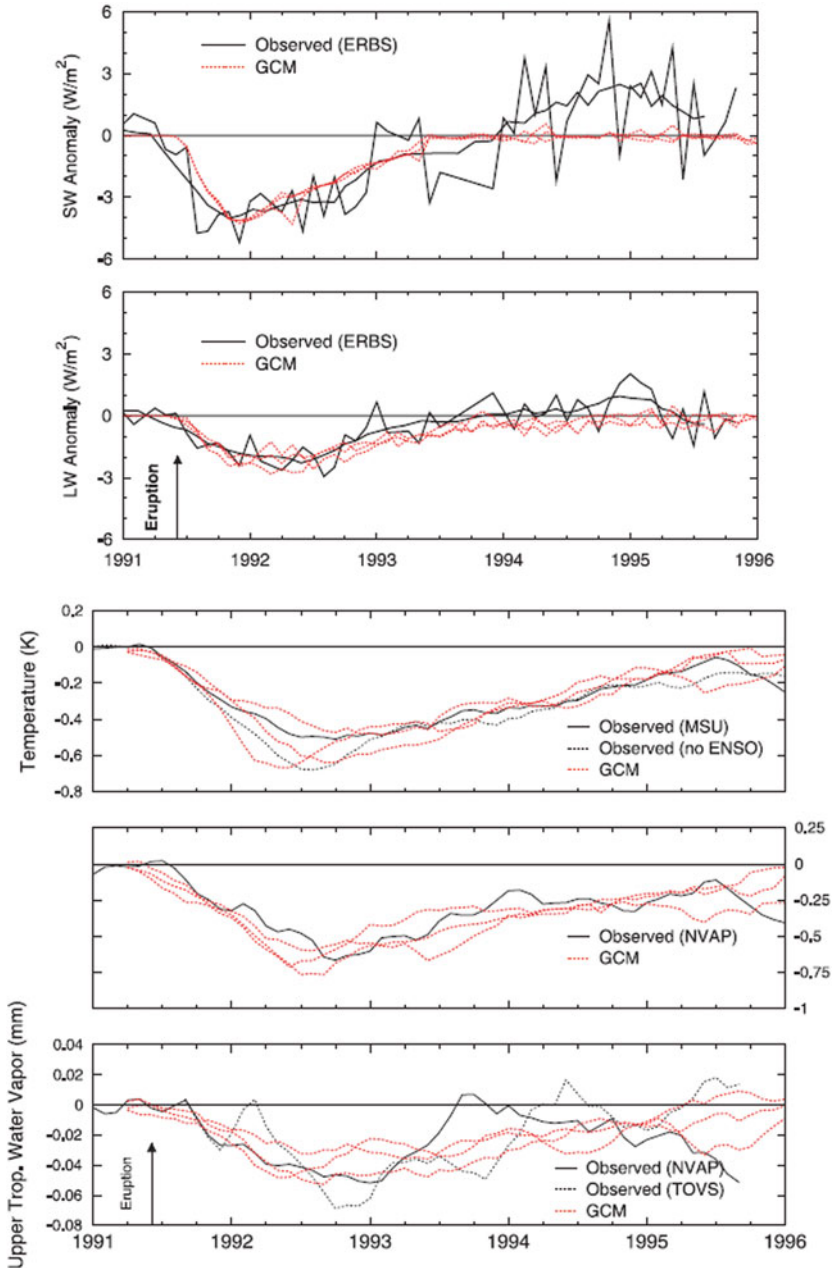 SW Anomaly (W/m²)
6
3
0
-3
-6
Observed (ERBS)
GCM
LW Anomaly (W/m²)
6
3
0
-3
-6
Observed (ERBS)
GCM
Eruption
1991 1992 1993 1994 1995 1996
Temperature (K)
0,2
0
-0.2
-0.4
-0.6
-0.8
Observed (MSU)
Observed (no ENSO)
GCM
0,25
0
-0.25
-0.5
-0.75
-1
Observed (NVAP)
GCM
Upper Trop. Water Vapor (mm)
0.04
0.02
0
-0.02
-0.04
-0.06
-0.08
Eruption
Observed (NVAP)
Observed (TOVS)
GCM
1991 1992 1993 1994 1995 1996